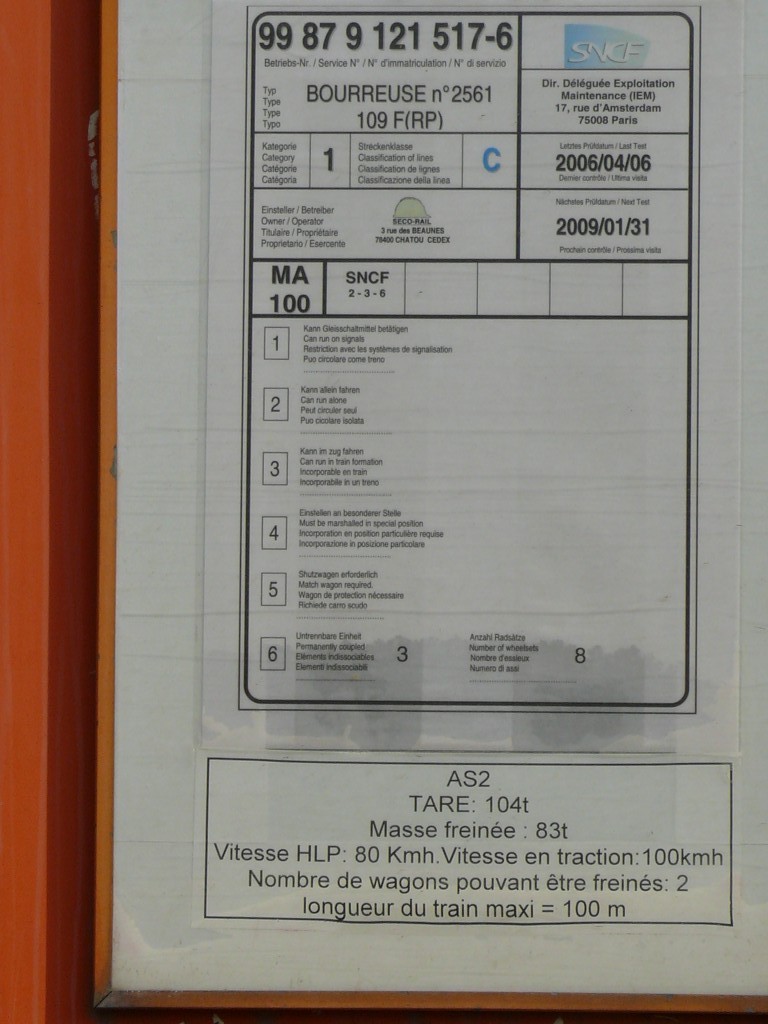 99 87 9 121 517-6
Betriebs-Nr. / Service N° / N° d'immatriculation / N° di servizio
SNCF
Dir. Déléguée Exploitation
Maintenance (IEM)
17, rue d'Amsterdam
75008 Paris
Typ
Type
Type
Typo
BOURREUSE n°2561
109 F(RP)
Kategorie
Category
Catégorie
Catégoria
1
Streckenklasse
Classification of lines
Classification de lignes
Classificazione della linea
C
Letztes Prüfdatum / Last Test
2006/04/06
Dernier contrôle / Ultima visita
Einsteller / Betreiber
Owner / Operator
Titulaire / Propriétaire
Proprietario / Esercente
SECO-RAIL
3 rue des BEAUNES
78400 CHATOU CEDEX
Nächstes Prüfdatum / Next Test
2009/01/31
Prochain contrôle / Prossima visita
MA
100
SNCF
2 - 3 - 6
-
1
Kann Gleisschaltmittel betätigen
Can run on signals
Restriction avec les systèmes de signalisation
Puo circolare come treno
2
Kann allein fahren
Can run alone
Peut circuler seul
Puo cicolare isolata
3
Kann im zug fahren
Can run in train formation
Incorporable en train
Incorporabile in un treno
4
Einstellen an besonderer Stelle
Must be marshalled in special position
Incorporation en position particulière requise
Incorporazione in posizione particolare
5
Shutzwagen erforderlich
Match wagon required.
Wagon de protection nécessaire
Richiede carro scudo
6
Untrennbare Einheit
Permanently coupled
Eléments indissociables
Elementi indissociabili
3
Anzahl Radsätze
Number of wheelsets
Nombre d'essieux
Numero di assi
8
AS2
TARE: 104t
Masse freinée : 83t
Vitesse HLP: 80 Kmh.Vitesse en traction:100kmh
Nombre de wagons pouvant être freinés: 2
longueur du train maxi = 100 m